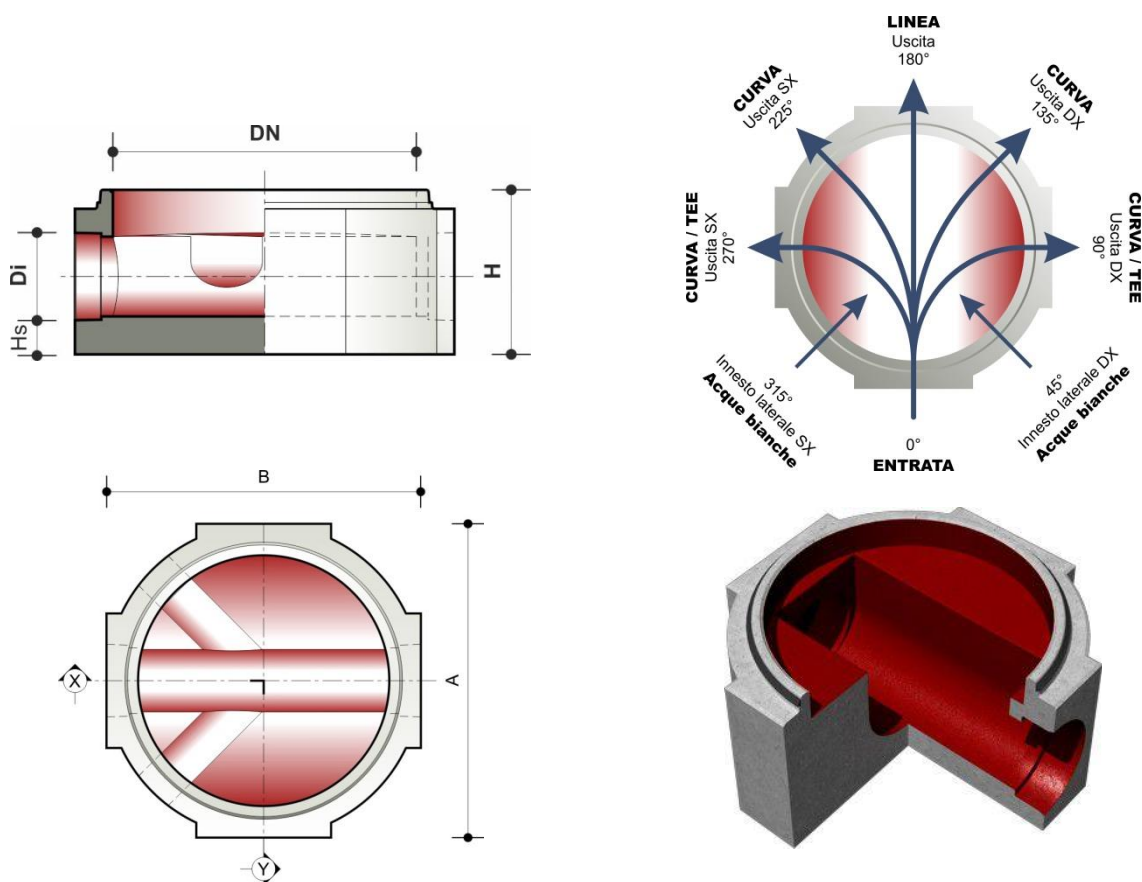 DN
Di
Hs
H
LINEA
Uscita
180°
CURVA
Uscita SX
225°
CURVA
Uscita DX
135°
CURVA / TEE
Uscita SX
270°
CURVA / TEE
Uscita DX
90°
315°
Innesto laterale SX
Acque bianche
45°
Innesto laterale DX
Acque bianche
0°
ENTRATA
B
A
X
Y